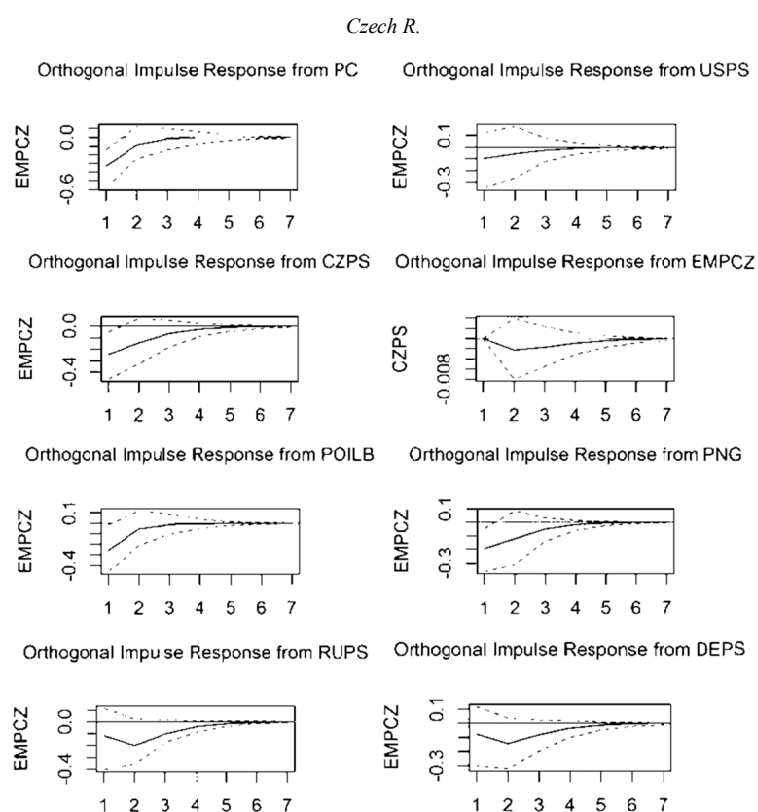 Czech R.
Orthogonal Impulse Response from PC
EMPCZ
0.0
-0.6
1 2 3 4 5 6 7
Orthogonal Impulse Response from USPS
EMPCZ
0.1
-0.3
1 2 3 4 5 6 7
Orthogonal Impulse Response from CZPS
EMPCZ
0.0
-0.4
1 2 3 4 5 6 7
Orthogonal Impulse Response from EMPCZ
CZPS
-0.008
1 2 3 4 5 6 7
Orthogonal Impulse Response from POILB
EMPCZ
0.1
-0.4
1 2 3 4 5 6 7
Orthogonal Impulse Response from PNG
EMPCZ
0.1
-0.3
1 2 3 4 5 6 7
Orthogonal Impulse Response from RUPS
EMPCZ
0.0
-0.4
1 2 3 4 5 6 7
Orthogonal Impulse Response from DEPS
EMPCZ
0.1
-0.3
1 2 3 4 5 6 7